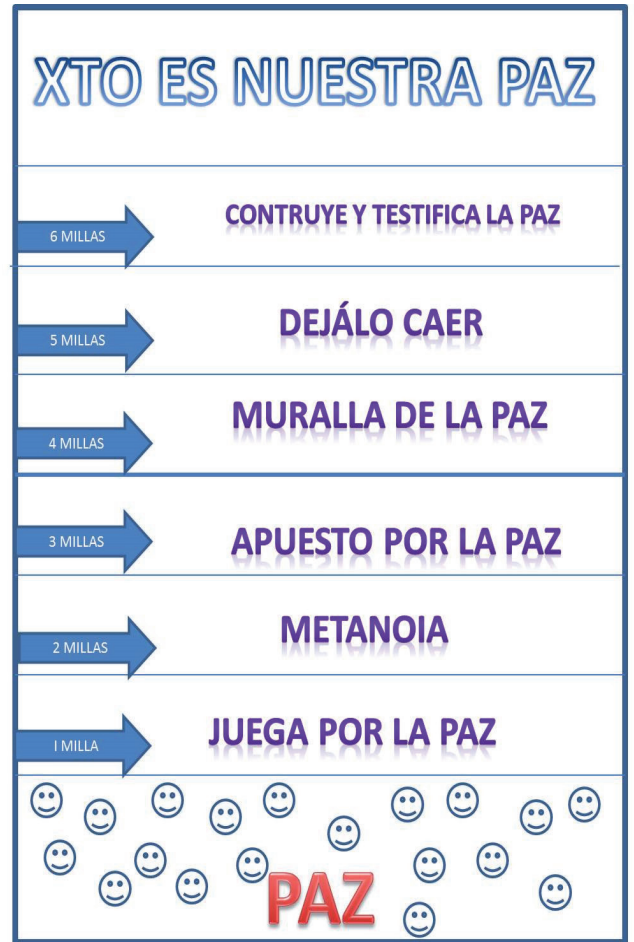 XTO ES NUESTRA PAZ
6 MILLAS
CONTRUYE Y TESTIFICA LA PAZ
5 MILLAS
DEJÁLO CAER
4 MILLAS
MURALLA DE LA PAZ
3 MILLAS
APUESTO POR LA PAZ
2 MILLAS
METANOIA
I MILLA
JUEGA POR LA PAZ
PAZ